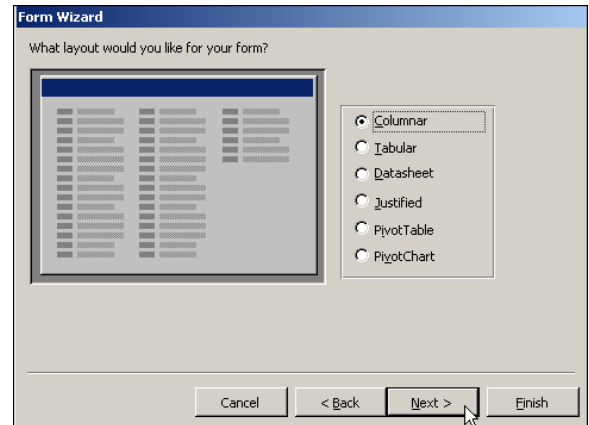 Form Wizard
What layout would you like for your form?
Columnar
Tabular
Datasheet
Justified
PivotTable
PivotChart
Cancel < Back Next > Finish